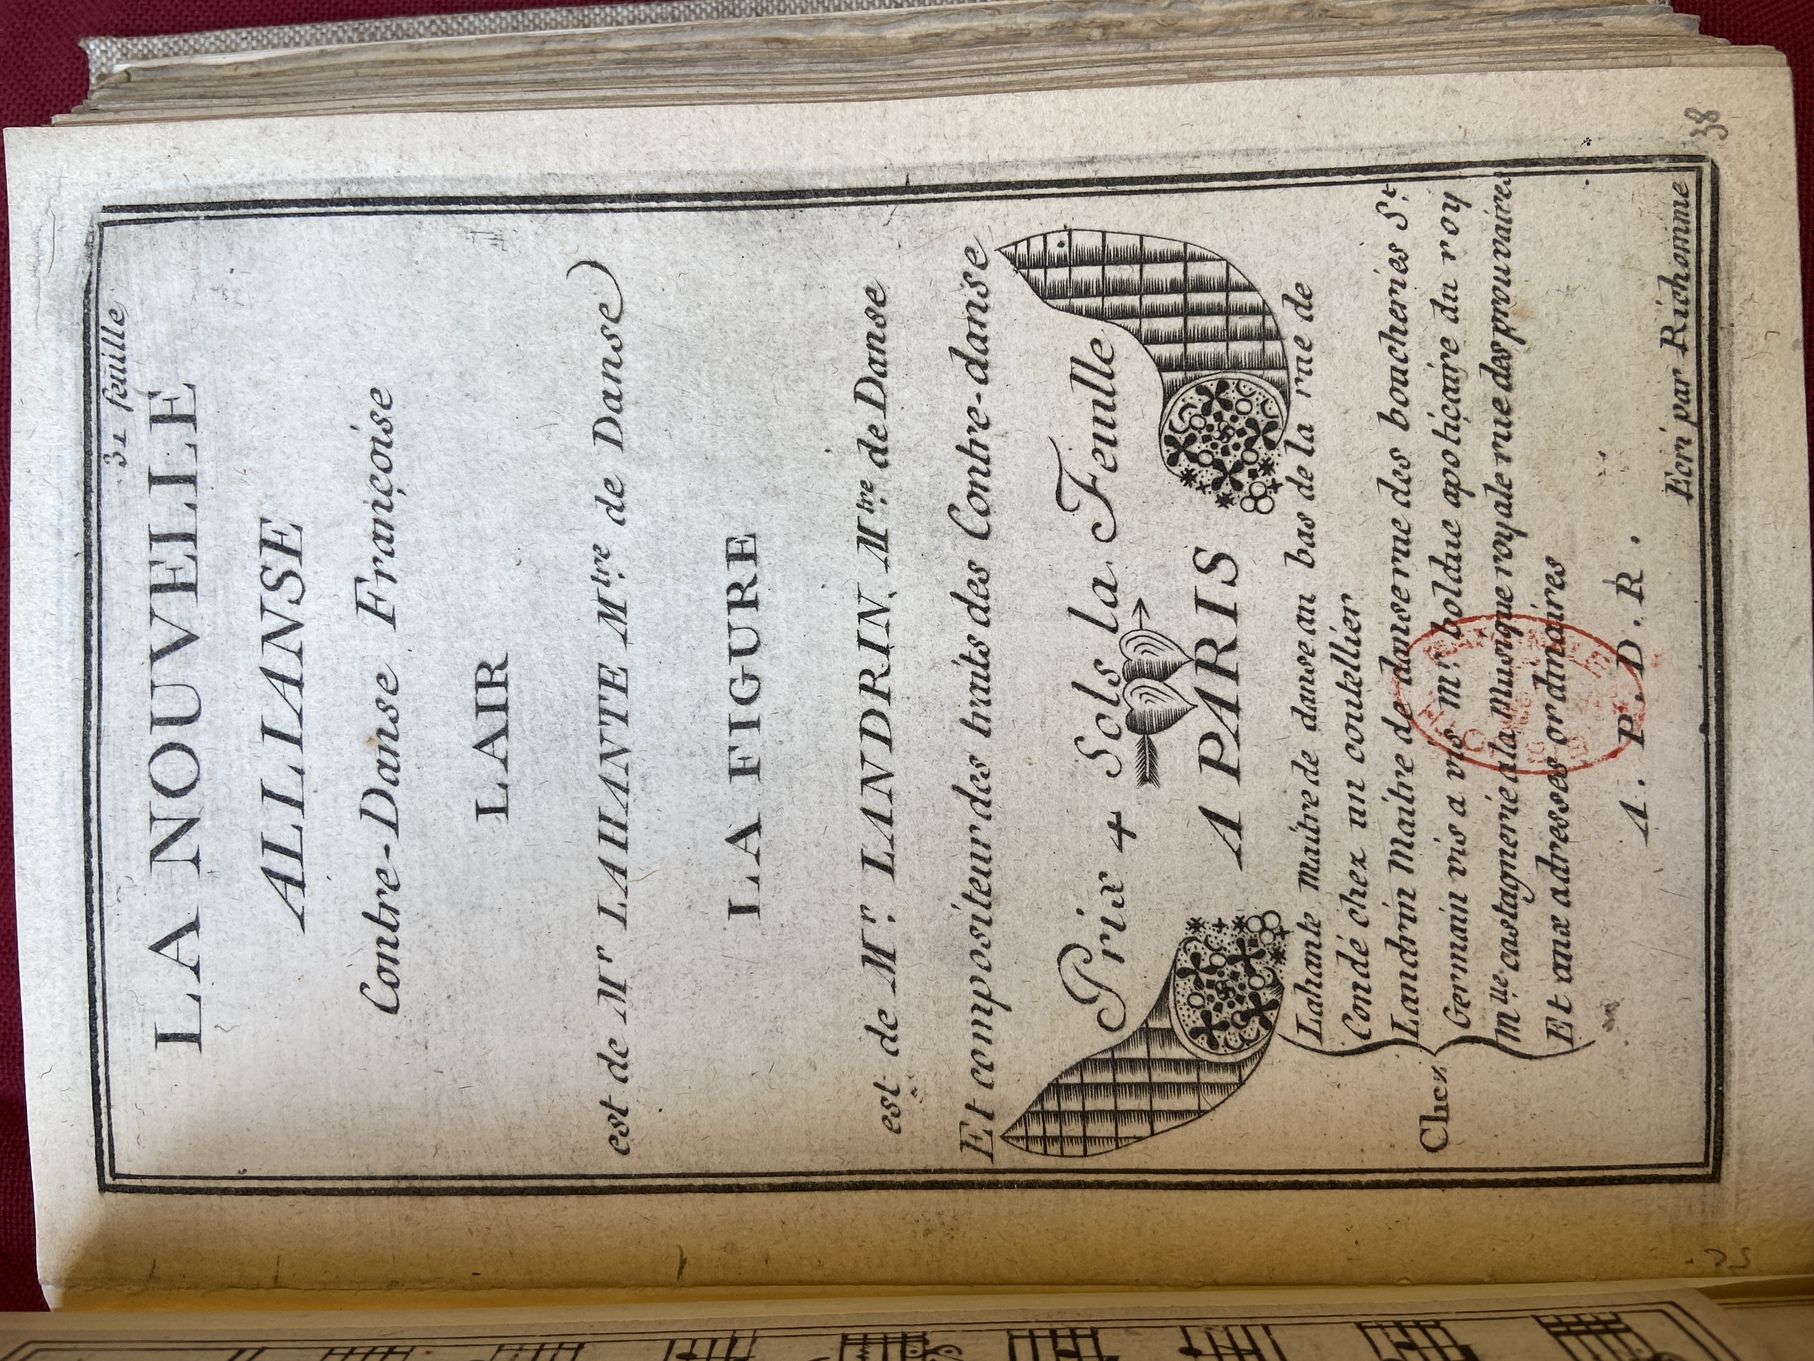 31 feuille
LA NOUVELLE
ALLIANSE
Contre-Danse Françoise
LAIR
est de Mr LAHANTE Mtre de Danse)
LA FIGURE
est de Mr. LANDRIN, Mtre. de Danse
Et compositeur des traits des Contre-danse
Prix 4 Sols la Feuille
A PARIS
Lahante Maitre de danse au bas de la rue de
Condé chez un coutellier
Landrin Maitre de danse rue des boucheries St.
Chez Germain vis a vis mr. bolduc apotiçaire du roy
Mlle. castagnerie a la Musique royale rue des prouvaires
Et aux adresses ordinaires
A. P. D. R.
Ecrit par Richomme
38